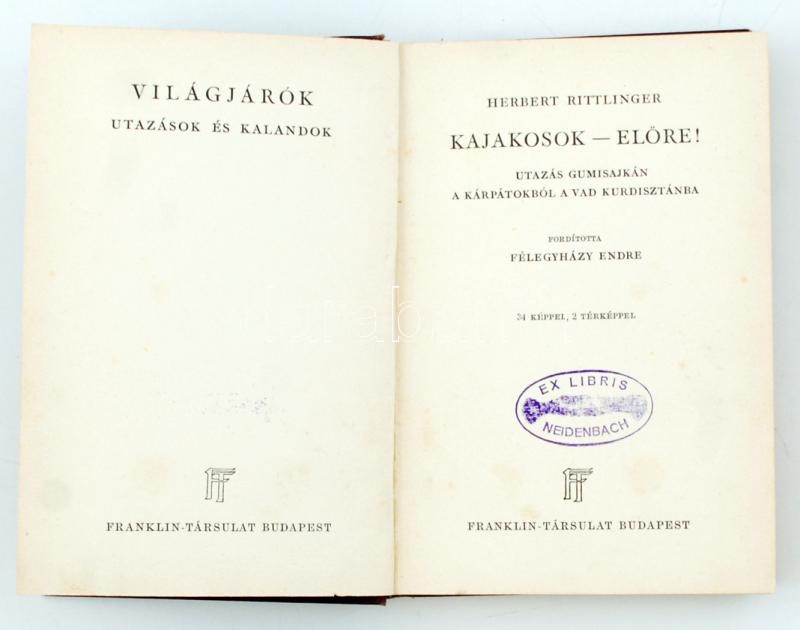 VILÁGJÁRÓK
UTAZÁSOK ÉS KALANDOK
FRANKLIN-TÁRSULAT BUDAPEST
HERBERT RITTLINGER
KAJAKOSOK — ELŐRE!
UTAZÁS GUMISAJKÁN
A KÁRPÁTOKBÓL A VAD KURDISZTÁNBA
FORDÍTOTTA
FÉLEGYHÁZY ENDRE
34 KÉPPEL, 2 TÉRKÉPPEL
EX LIBRIS
NEIDENBACH
FRANKLIN-TÁRSULAT BUDAPEST